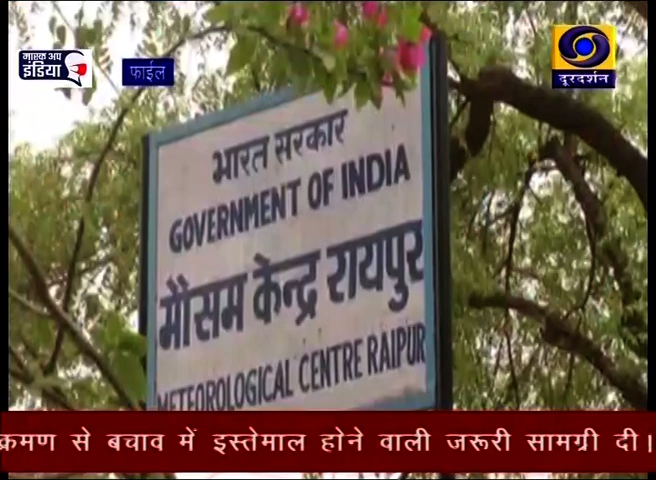 मास्क अप
इंडिया
फाईल
दूरदर्शन
भारत सरकार
GOVERNMENT OF INDIA
मौसम केन्द्र रायपुर
METEOROLOGICAL CENTRE RAIPUR
क्रमण से बचाव में इस्तेमाल होने वाली जरूरी सामग्री दी।